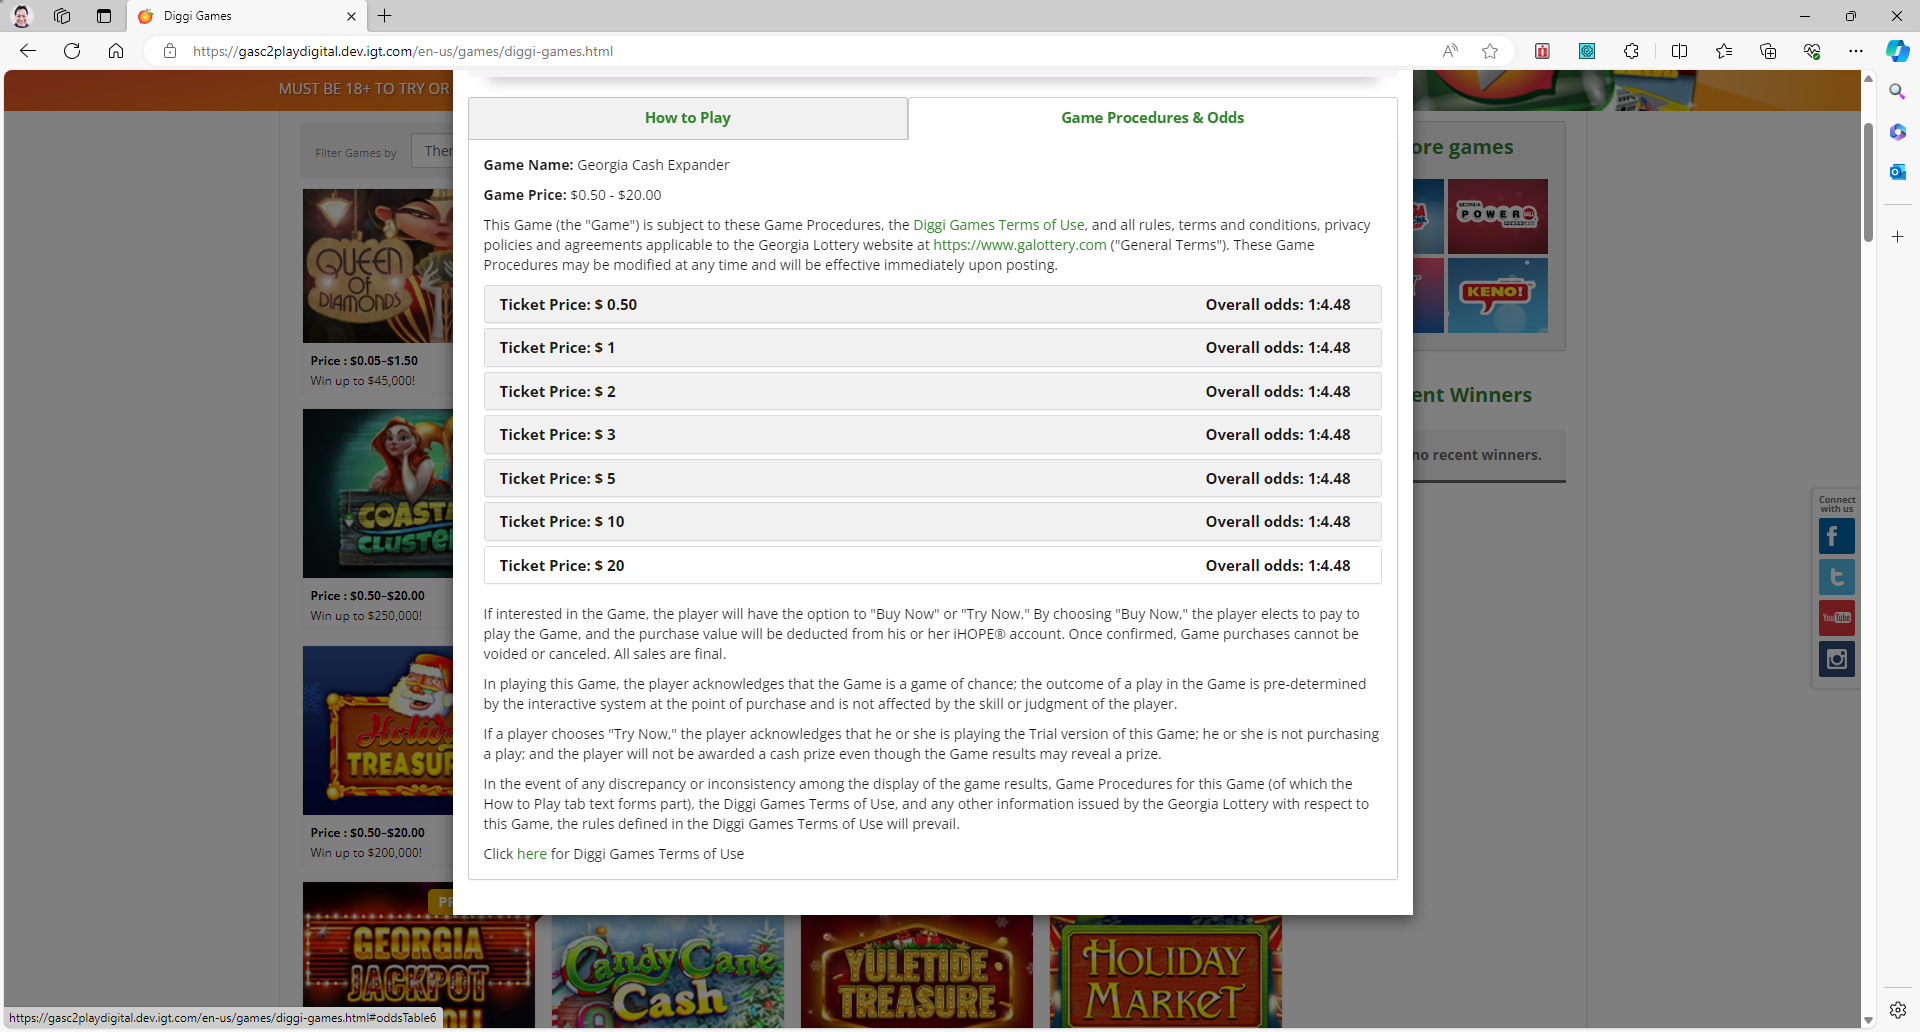 Diggi Games
https://gasc2playdigital.dev.igt.com/en-us/games/diggi-games.html
MUST BE 18+ TO TRY OR
Filter Games by
How to Play
Game Procedures & Odds
Game Name: Georgia Cash Expander
Game Price: $0.50 - $20.00
This Game (the "Game") is subject to these Game Procedures, the Diggi Games Terms of Use, and all rules, terms and conditions, privacy
policies and agreements applicable to the Georgia Lottery website at https://www.galottery.com ("General Terms"). These Game
Procedures may be modified at any time and will be effective immediately upon posting.
Ticket Price: $ 0.50 Overall odds: 1:4.48
Ticket Price: $ 1 Overall odds: 1:4.48
Ticket Price: $ 2 Overall odds: 1:4.48
Ticket Price: $ 3 Overall odds: 1:4.48
Ticket Price: $ 5 Overall odds: 1:4.48
Ticket Price: $ 10 Overall odds: 1:4.48
Ticket Price: $ 20 Overall odds: 1:4.48
If interested in the Game, the player will have the option to "Buy Now" or "Try Now." By choosing "Buy Now," the player elects to pay to
play the Game, and the purchase value will be deducted from his or her iHOPE® account. Once confirmed, Game purchases cannot be
voided or canceled. All sales are final.
In playing this Game, the player acknowledges that the Game is a game of chance; the outcome of a play in the Game is pre-determined
by the interactive system at the point of purchase and is not affected by the skill or judgment of the player.
If a player chooses "Try Now," the player acknowledges that he or she is playing the Trial version of this Game; he or she is not purchasing
a play; and the player will not be awarded a cash prize even though the Game results may reveal a prize.
In the event of any discrepancy or inconsistency among the display of the game results, Game Procedures for this Game (of which the
How to Play tab text forms part), the Diggi Games Terms of Use, and any other information issued by the Georgia Lottery with respect to
this Game, the rules defined in the Diggi Games Terms of Use will prevail.
Click here for Diggi Games Terms of Use
QUEEN
OF
DIAMONDS
Price : $0.05–$1.50
Win up to $45,000!
Price : $0.50–$20.00
Win up to $250,000!
Price : $0.50–$20.00
Win up to $200,000!
GEORGIA
JACKPOT
Candy Cane
Cash
YULETIDE
TREASURE
HOLIDAY
MARKET
ore games
GEORGIA
POWERBALL
KENO!
ent Winners
no recent winners.
Connect
with us
You Tube
https://gasc2playdigital.dev.igt.com/en-us/games/diggi-games.html#oddsTable6